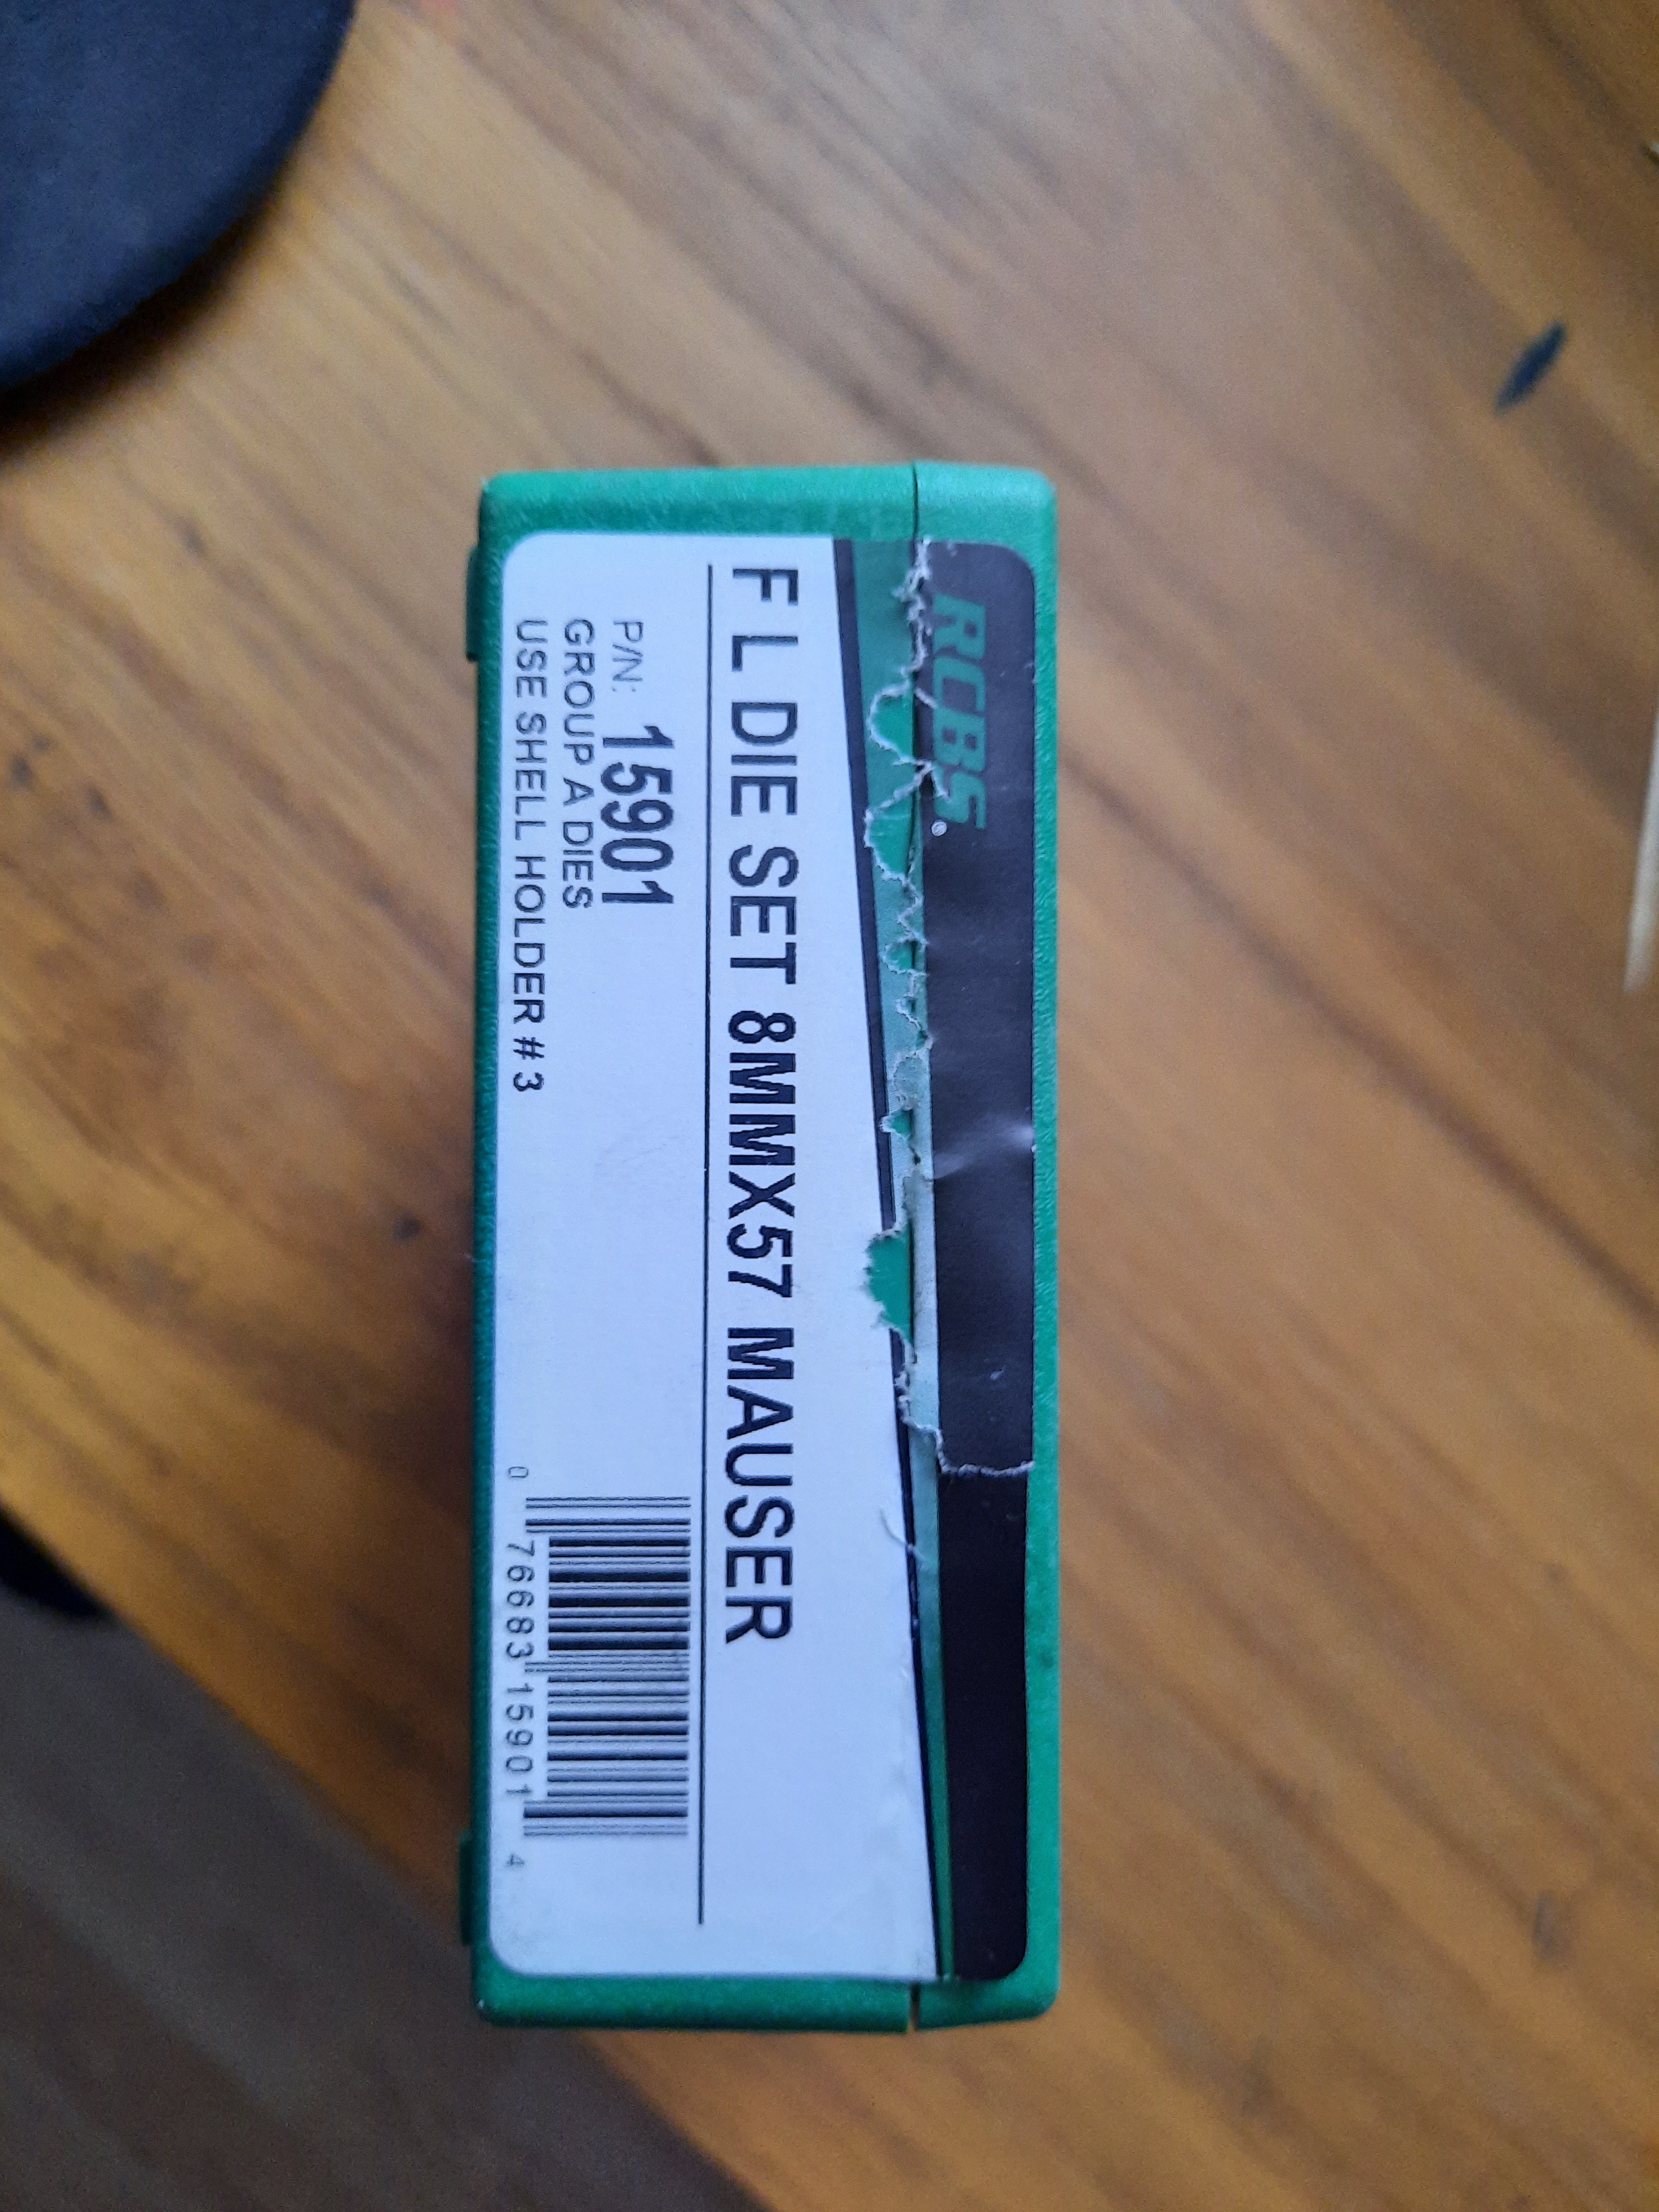 RCBS®
F L DIE SET 8MMX57 MAUSER
P/N: 15901
GROUP A DIES
USE SHELL HOLDER # 3
0 76683 15901 4